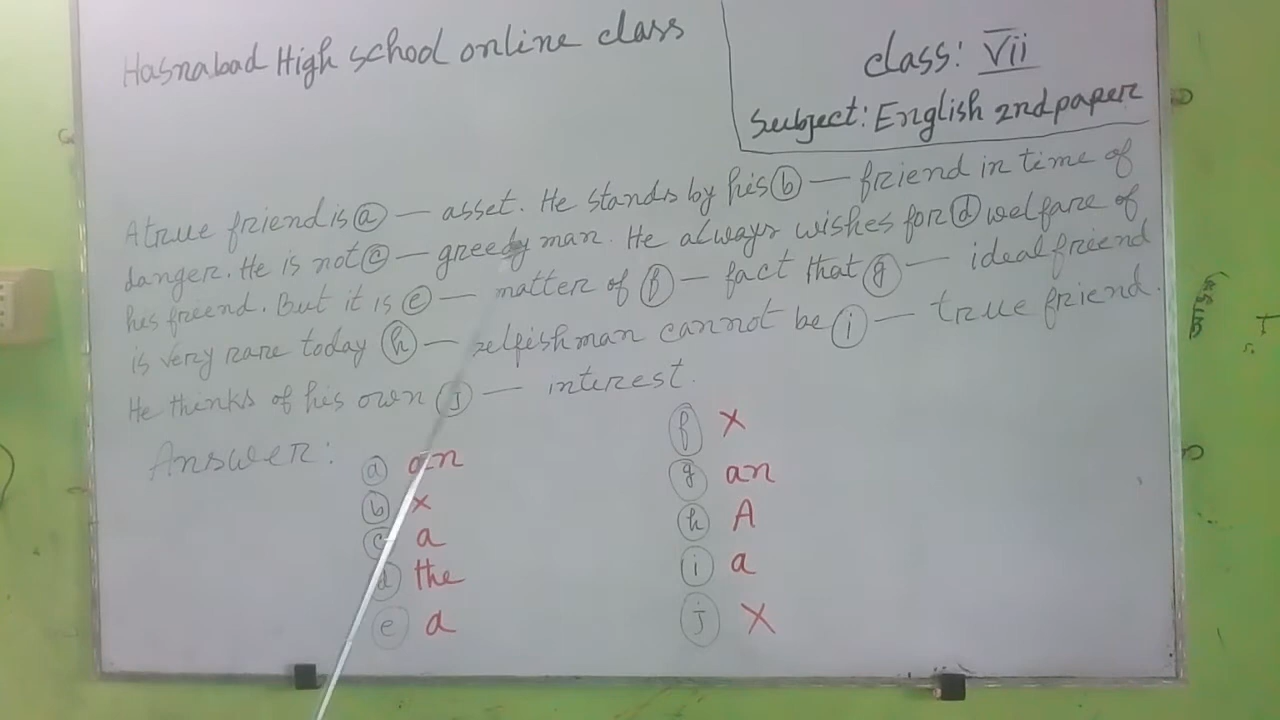 Hasnabad High school online class
class: Vii
Subject: English 2nd paper
A true friend is ⓐ — asset. He stands by his ⓑ — friend in time of
danger. He is not ⓒ — greedy man. He always wishes for ⓓ welfare of
his freend. But it is ⓔ — matter of ⓕ — fact that ⓖ — ideal friend
is very rare today ⓗ — selfish man cannot be ⓘ — true friend.
He thinks of his own ⓙ — interest.
Answer:
ⓐ an
ⓑ x
ⓒ a
ⓓ the
ⓔ a
ⓕ X
ⓖ an
ⓗ A
ⓘ a
ⓙ X